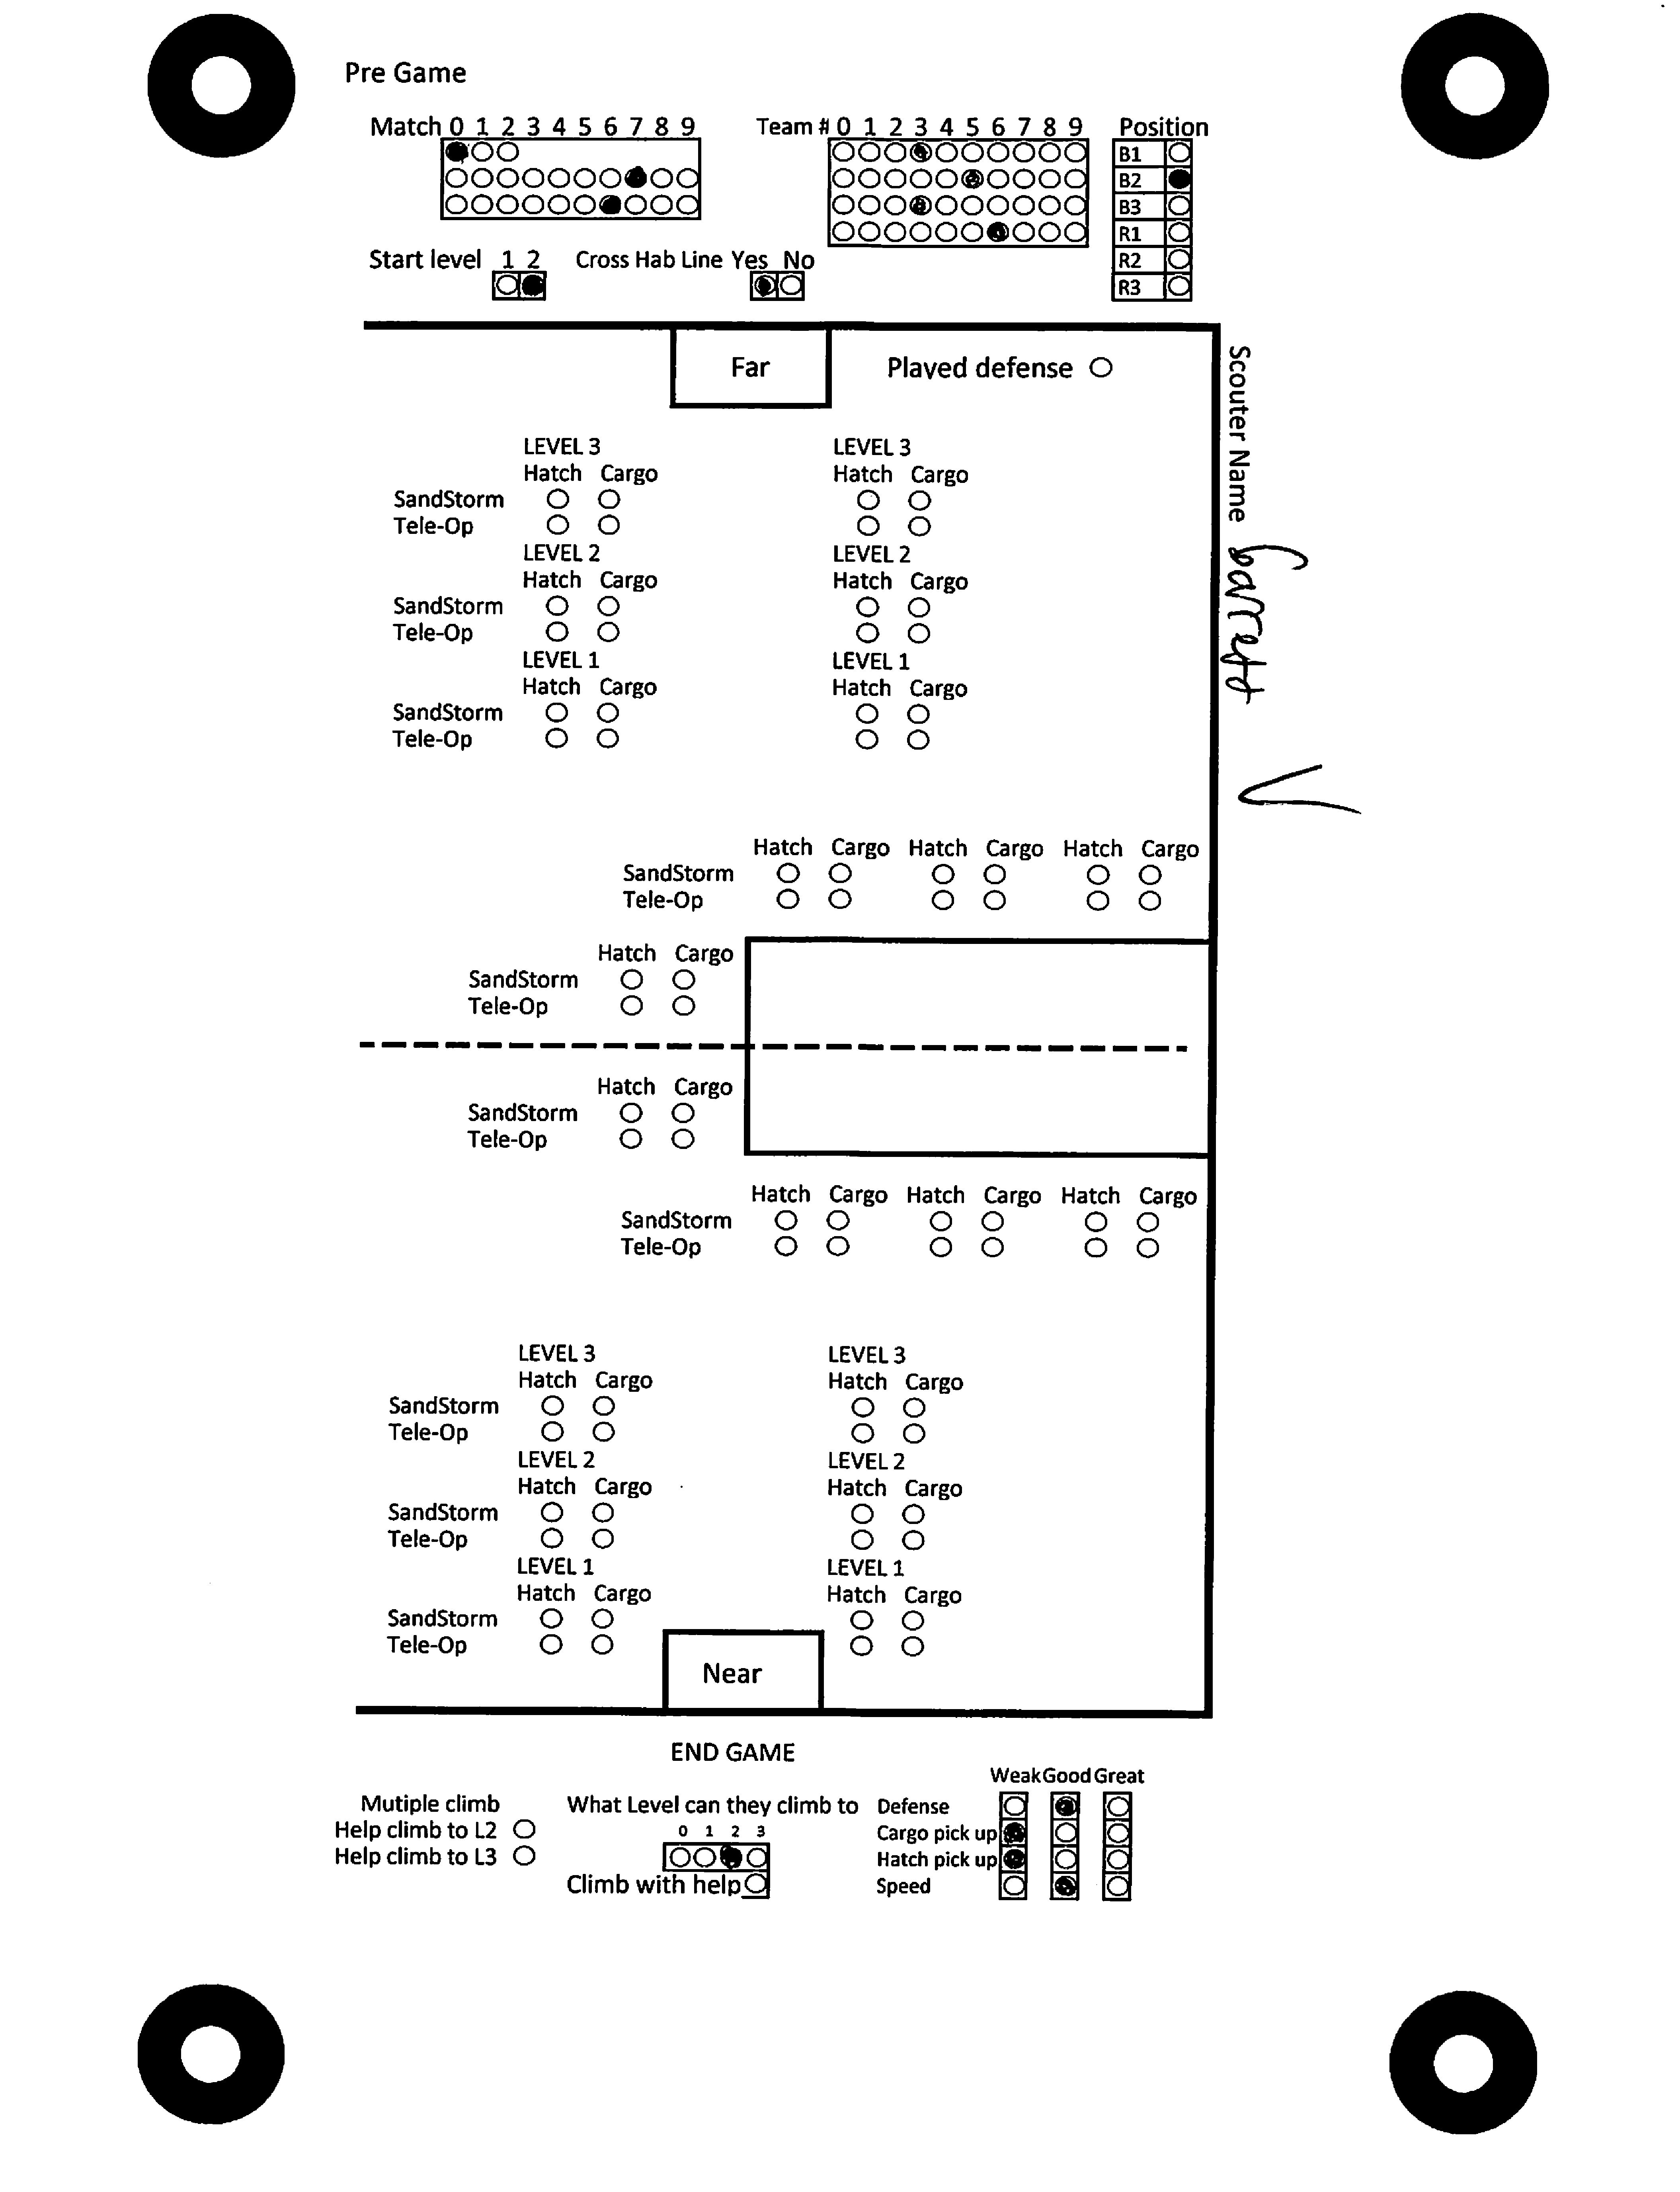 Pre Game
Match 0 1 2 3 4 5 6 7 8 9
Team # 0 1 2 3 4 5 6 7 8 9
Position
B1
B2
B3
R1
R2
R3
Start level 1 2
Cross Hab Line Yes No
Far
Played defense
Scouter Name Garrett
LEVEL 3 LEVEL 3
Hatch Cargo Hatch Cargo
SandStorm
Tele-Op
LEVEL 2 LEVEL 2
Hatch Cargo Hatch Cargo
SandStorm
Tele-Op
LEVEL 1 LEVEL 1
Hatch Cargo Hatch Cargo
SandStorm
Tele-Op
Hatch Cargo Hatch Cargo Hatch Cargo
SandStorm
Tele-Op
Hatch Cargo
SandStorm
Tele-Op
Hatch Cargo
SandStorm
Tele-Op
Hatch Cargo Hatch Cargo Hatch Cargo
SandStorm
Tele-Op
LEVEL 3 LEVEL 3
Hatch Cargo Hatch Cargo
SandStorm
Tele-Op
LEVEL 2 LEVEL 2
Hatch Cargo Hatch Cargo
SandStorm
Tele-Op
LEVEL 1 LEVEL 1
Hatch Cargo Hatch Cargo
SandStorm
Tele-Op
Near
END GAME
Mutiple climb
Help climb to L2
Help climb to L3
What Level can they climb to
0 1 2 3
Climb with help
Weak Good Great
Defense
Cargo pick up
Hatch pick up
Speed